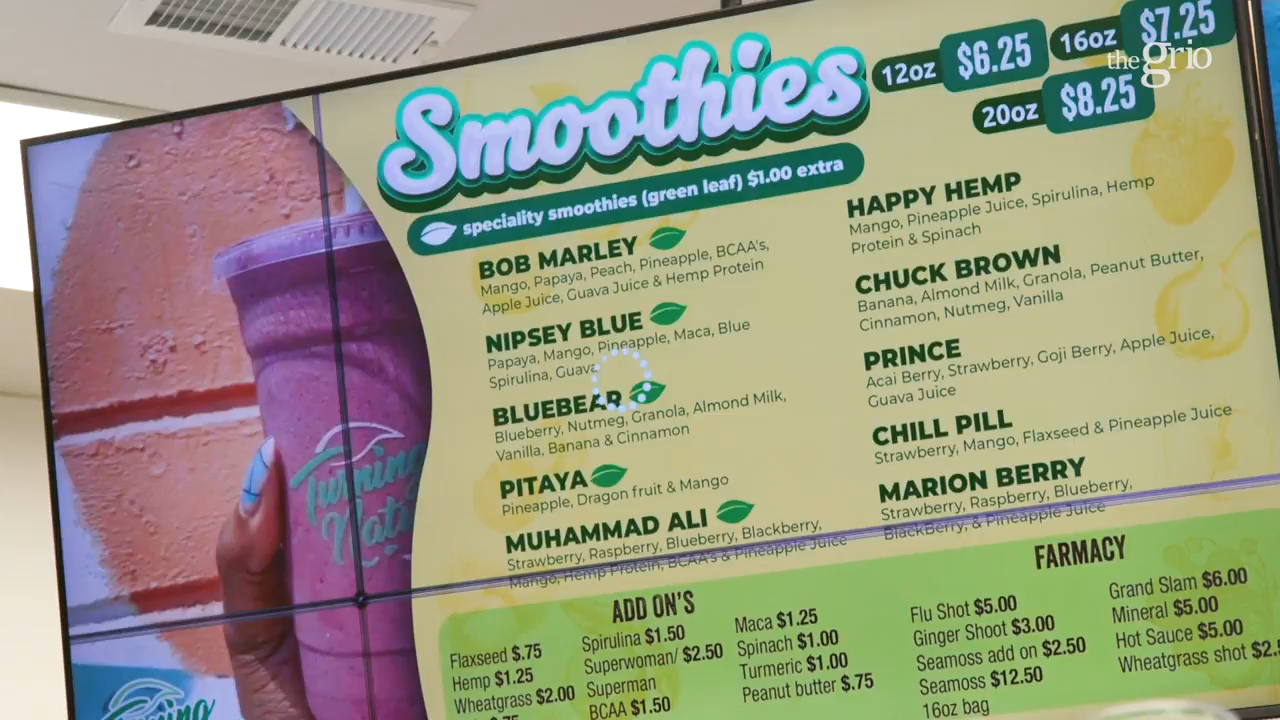 the grio
Smoothies
12oz $6.25
16oz $7.25
20oz $8.25
speciality smoothies (green leaf) $1.00 extra
BOB MARLEY
Mango, Papaya, Peach, Pineapple, BCAA's,
Apple Juice, Guava Juice & Hemp Protein
NIPSEY BLUE
Papaya, Mango, Pineapple, Maca, Blue
Spirulina, Guava
BLUEBEAR
Blueberry, Nutmeg, Granola, Almond Milk,
Vanilla, Banana & Cinnamon
PITAYA
Pineapple, Dragon fruit & Mango
MUHAMMAD ALI
Strawberry, Raspberry, Blueberry, Blackberry,
Mango, Hemp Protein, BCAA's & Pineapple Juice
HAPPY HEMP
Mango, Pineapple Juice, Spirulina, Hemp
Protein & Spinach
CHUCK BROWN
Banana, Almond Milk, Granola, Peanut Butter,
Cinnamon, Nutmeg, Vanilla
PRINCE
Acai Berry, Strawberry, Goji Berry, Apple Juice,
Guava Juice
CHILL PILL
Strawberry, Mango, Flaxseed & Pineapple Juice
MARION BERRY
Strawberry, Raspberry, Blueberry,
BlackBerry, & Pineapple Juice
ADD ON'S
Flaxseed $.75
Hemp $1.25
Wheatgrass $2.00
Spirulina $1.50
Superwoman/ $2.50
Superman
BCAA $1.50
Maca $1.25
Spinach $1.00
Turmeric $1.00
Peanut butter $.75
FARMACY
Flu Shot $5.00
Ginger Shoot $3.00
Seamoss add on $2.50
Seamoss $12.50
16oz bag
Grand Slam $6.00
Mineral $5.00
Hot Sauce $5.00
Wheatgrass shot
Turning
Turning